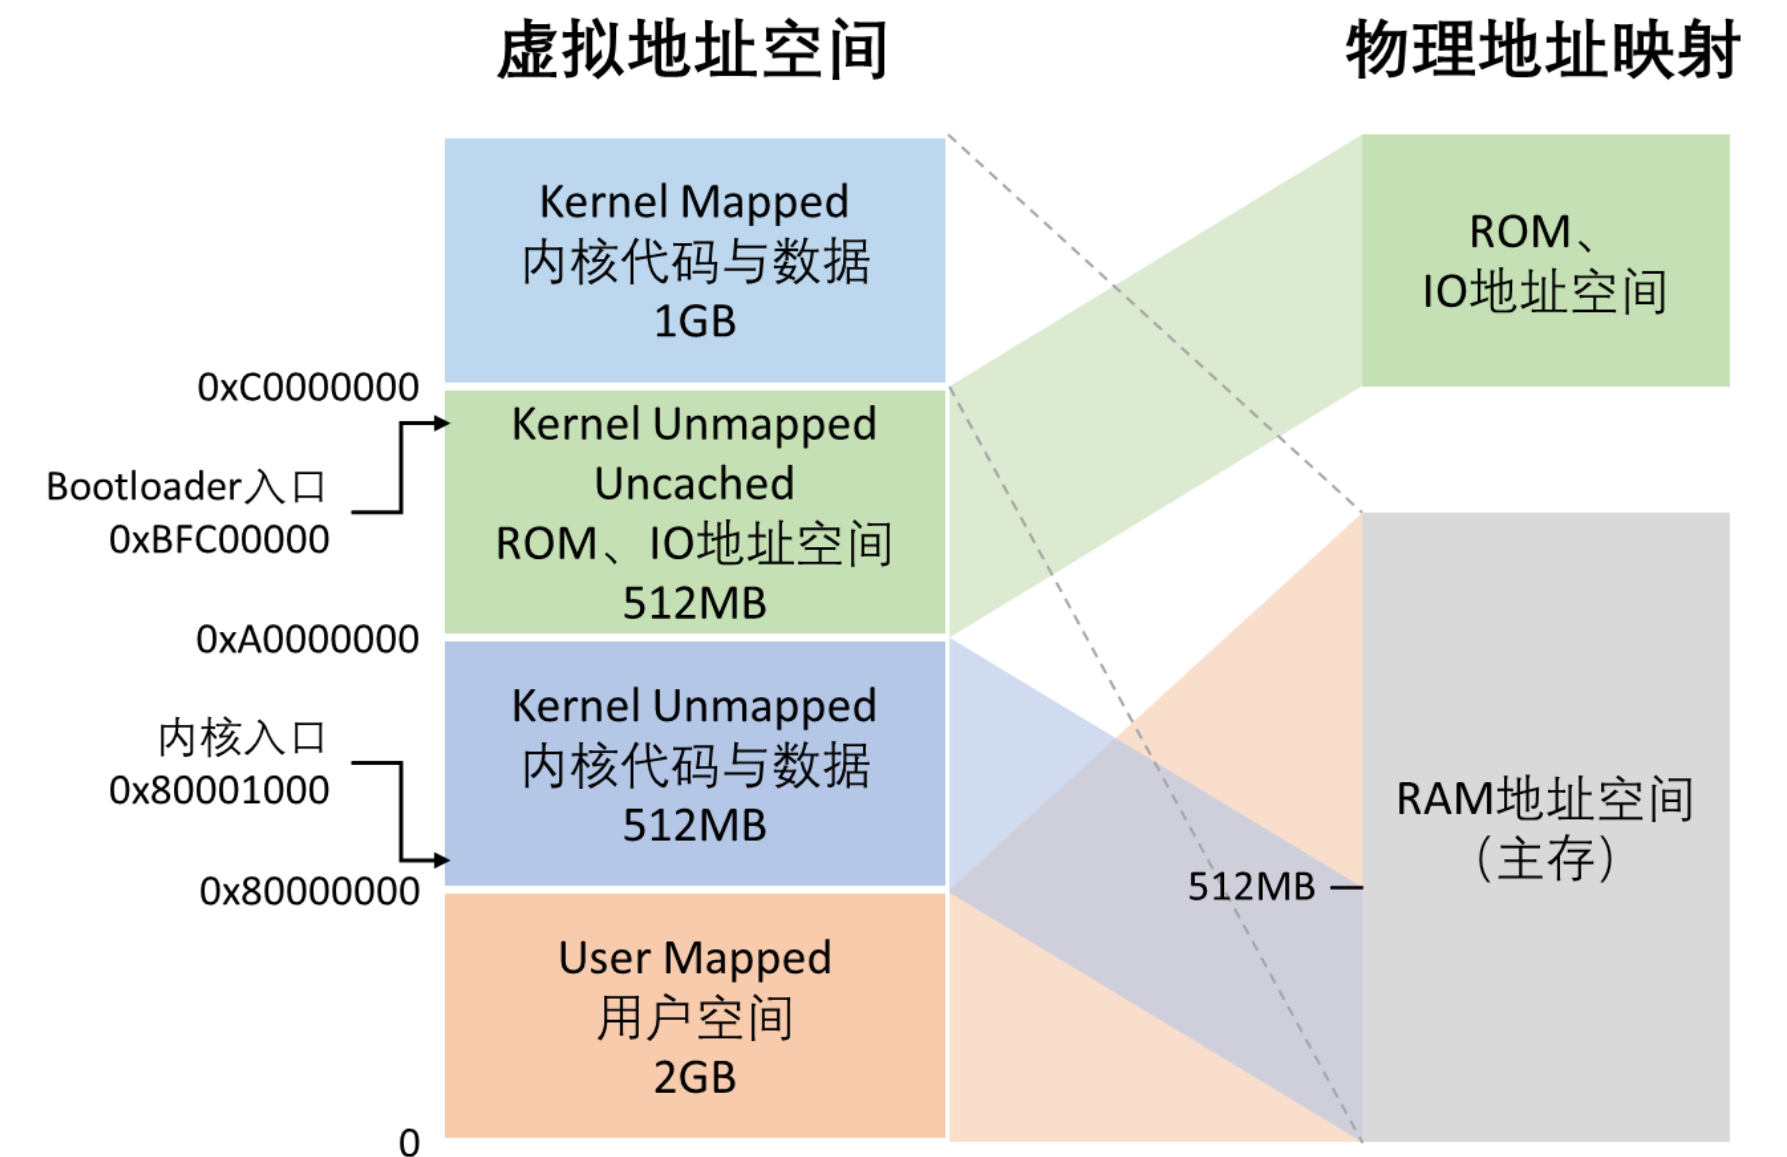 虚拟地址空间
物理地址映射
Kernel Mapped
内核代码与数据
1GB
0xC0000000
Bootloader入口
0xBFC00000
Kernel Unmapped
Uncached
ROM、IO地址空间
512MB
0xA0000000
内核入口
0x80001000
Kernel Unmapped
内核代码与数据
512MB
0x80000000
User Mapped
用户空间
2GB
0
ROM、
IO地址空间
RAM地址空间
（主存）
512MB